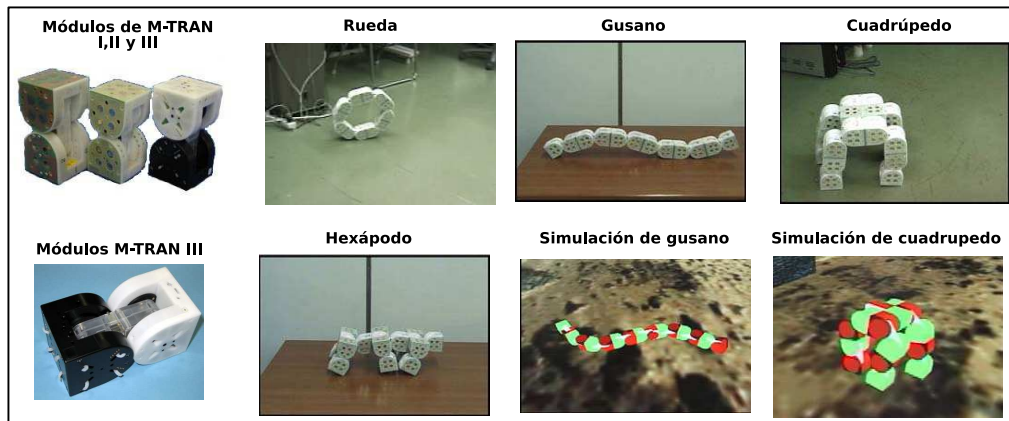 Módulos de M-TRAN
I,II y III
Rueda
Gusano
Cuadrúpedo
Módulos M-TRAN III
Hexápodo
Simulación de gusano
Simulación de cuadrupedo